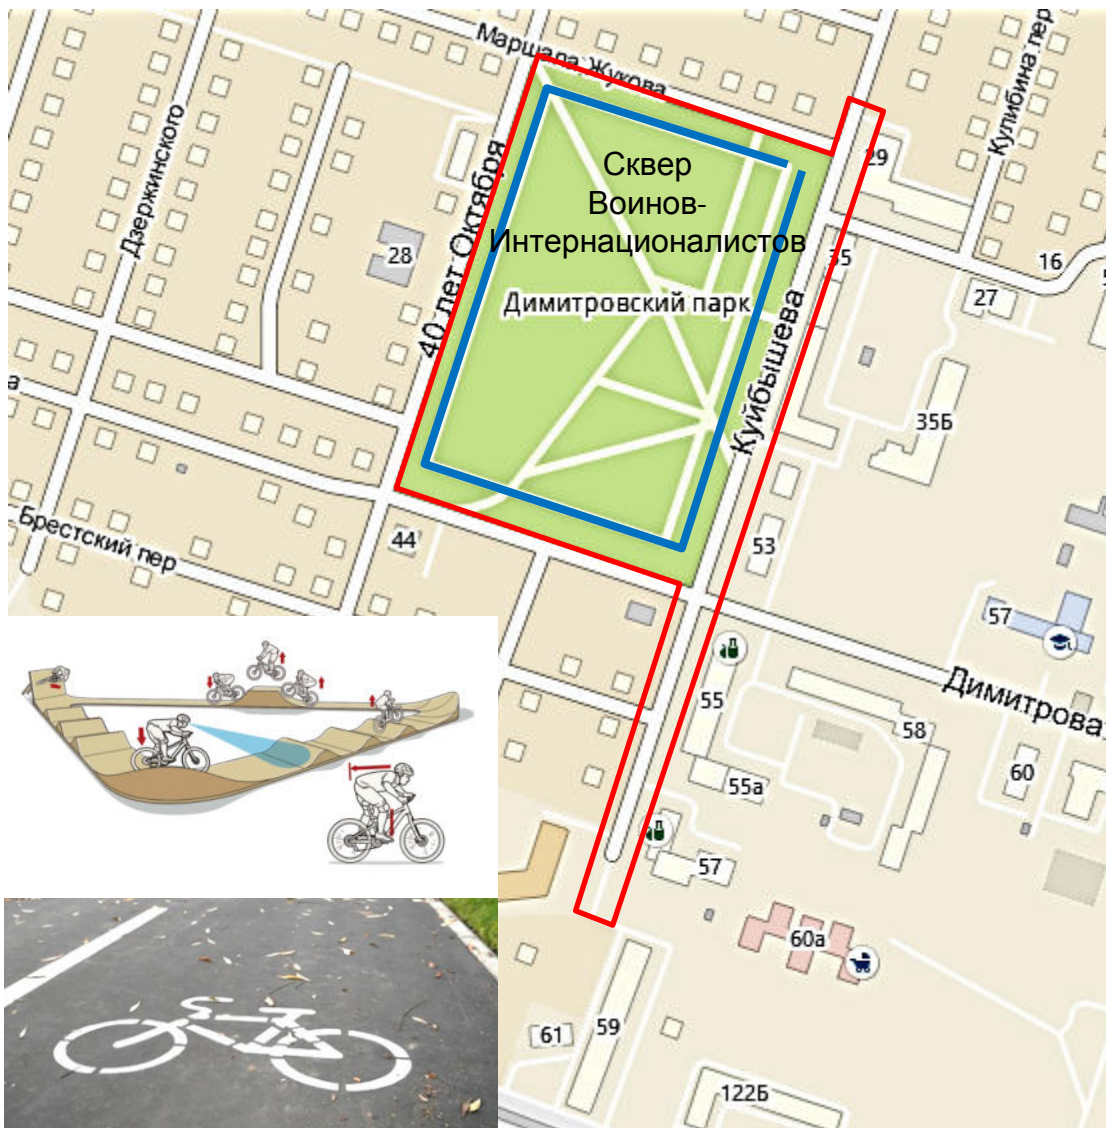 Маршала Жукова
Кулибина пер
Дзержинского
40 лет Октября
29
Сквер
Воинов-
Интернационалистов
28
35
16
27
Димитровский парк
Куйбышева
35Б
а
44
53
Брестский пер
57
55
Димитрова
58
55а
60
57
60а
61
59
122Б